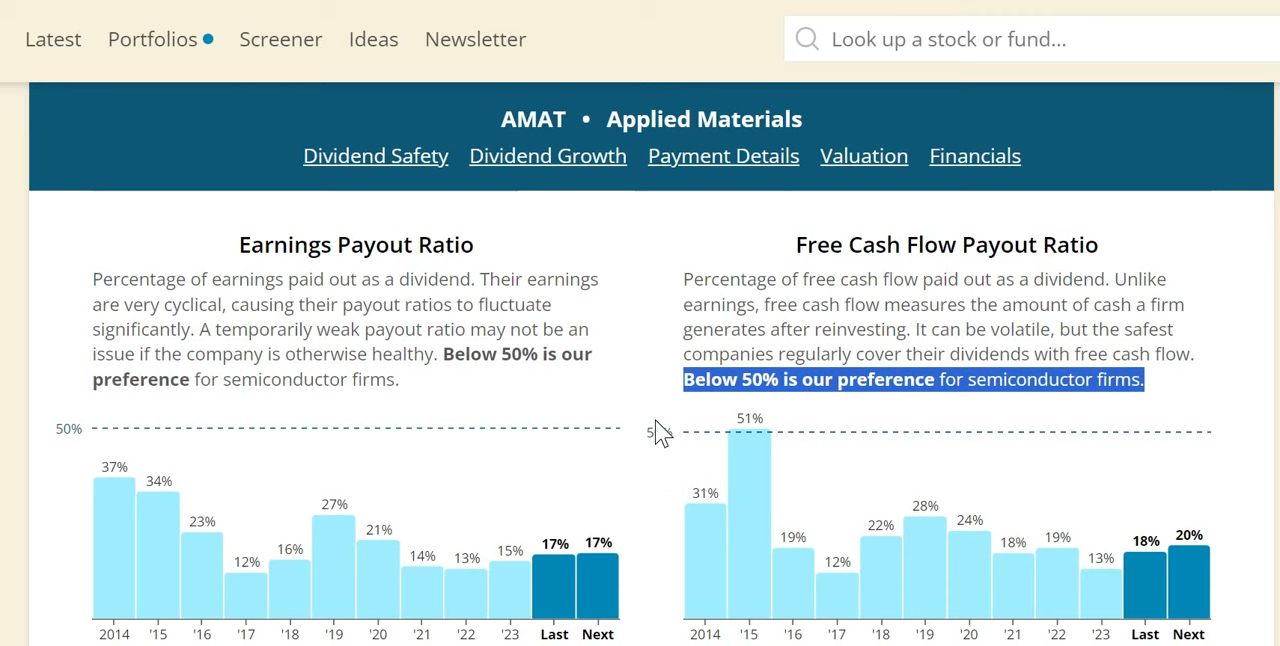 Latest Portfolios Screener Ideas Newsletter Look up a stock or fund...
AMAT • Applied Materials
Dividend Safety Dividend Growth Payment Details Valuation Financials
Earnings Payout Ratio
Percentage of earnings paid out as a dividend. Their earnings
are very cyclical, causing their payout ratios to fluctuate
significantly. A temporarily weak payout ratio may not be an
issue if the company is otherwise healthy. Below 50% is our
preference for semiconductor firms.
50%
37%
34%
23%
12%
16%
27%
21%
14%
13%
15%
17%
17%
2014 '15 '16 '17 '18 '19 '20 '21 '22 '23 Last Next
Free Cash Flow Payout Ratio
Percentage of free cash flow paid out as a dividend. Unlike
earnings, free cash flow measures the amount of cash a firm
generates after reinvesting. It can be volatile, but the safest
companies regularly cover their dividends with free cash flow.
Below 50% is our preference for semiconductor firms.
31%
51%
19%
12%
22%
28%
24%
18%
19%
13%
18%
20%
2014 '15 '16 '17 '18 '19 '20 '21 '22 '23 Last Next